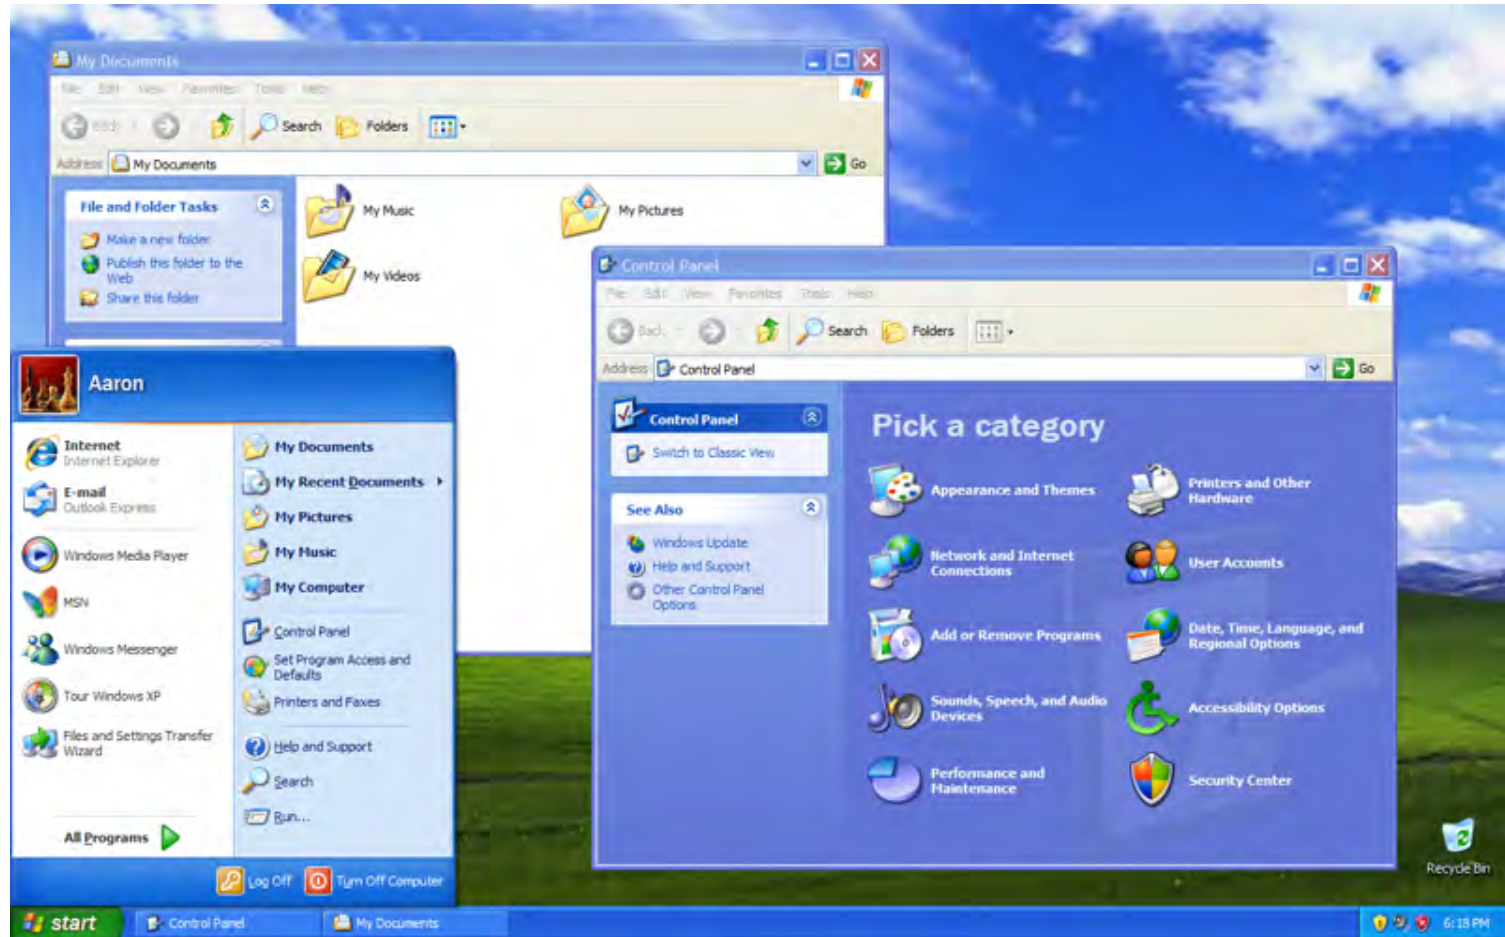 My Documents
File Edit View Favorites Tools Help
Back
Search
Folders
Address
My Documents
Go
File and Folder Tasks
Make a new folder
Publish this folder to the
Web
Share this folder
My Music
My Pictures
My Videos
Control Panel
File Edit View Favorites Tools Help
Back
Search
Folders
Address
Control Panel
Go
Control Panel
Switch to Classic View
See Also
Windows Update
Help and Support
Other Control Panel
Options
Pick a category
Appearance and Themes
Printers and Other
Hardware
Network and Internet
Connections
User Accounts
Add or Remove Programs
Date, Time, Language, and
Regional Options
Sounds, Speech, and Audio
Devices
Accessibility Options
Performance and
Maintenance
Security Center
Aaron
Internet
Internet Explorer
E-mail
Outlook Express
Windows Media Player
MSN
Windows Messenger
Tour Windows XP
Files and Settings Transfer
Wizard
All Programs
My Documents
My Recent Documents
My Pictures
My Music
My Computer
Control Panel
Set Program Access and
Defaults
Printers and Faxes
Help and Support
Search
Run...
Log Off
Turn Off Computer
Recycle Bin
start
Control Panel
My Documents
6:18 PM